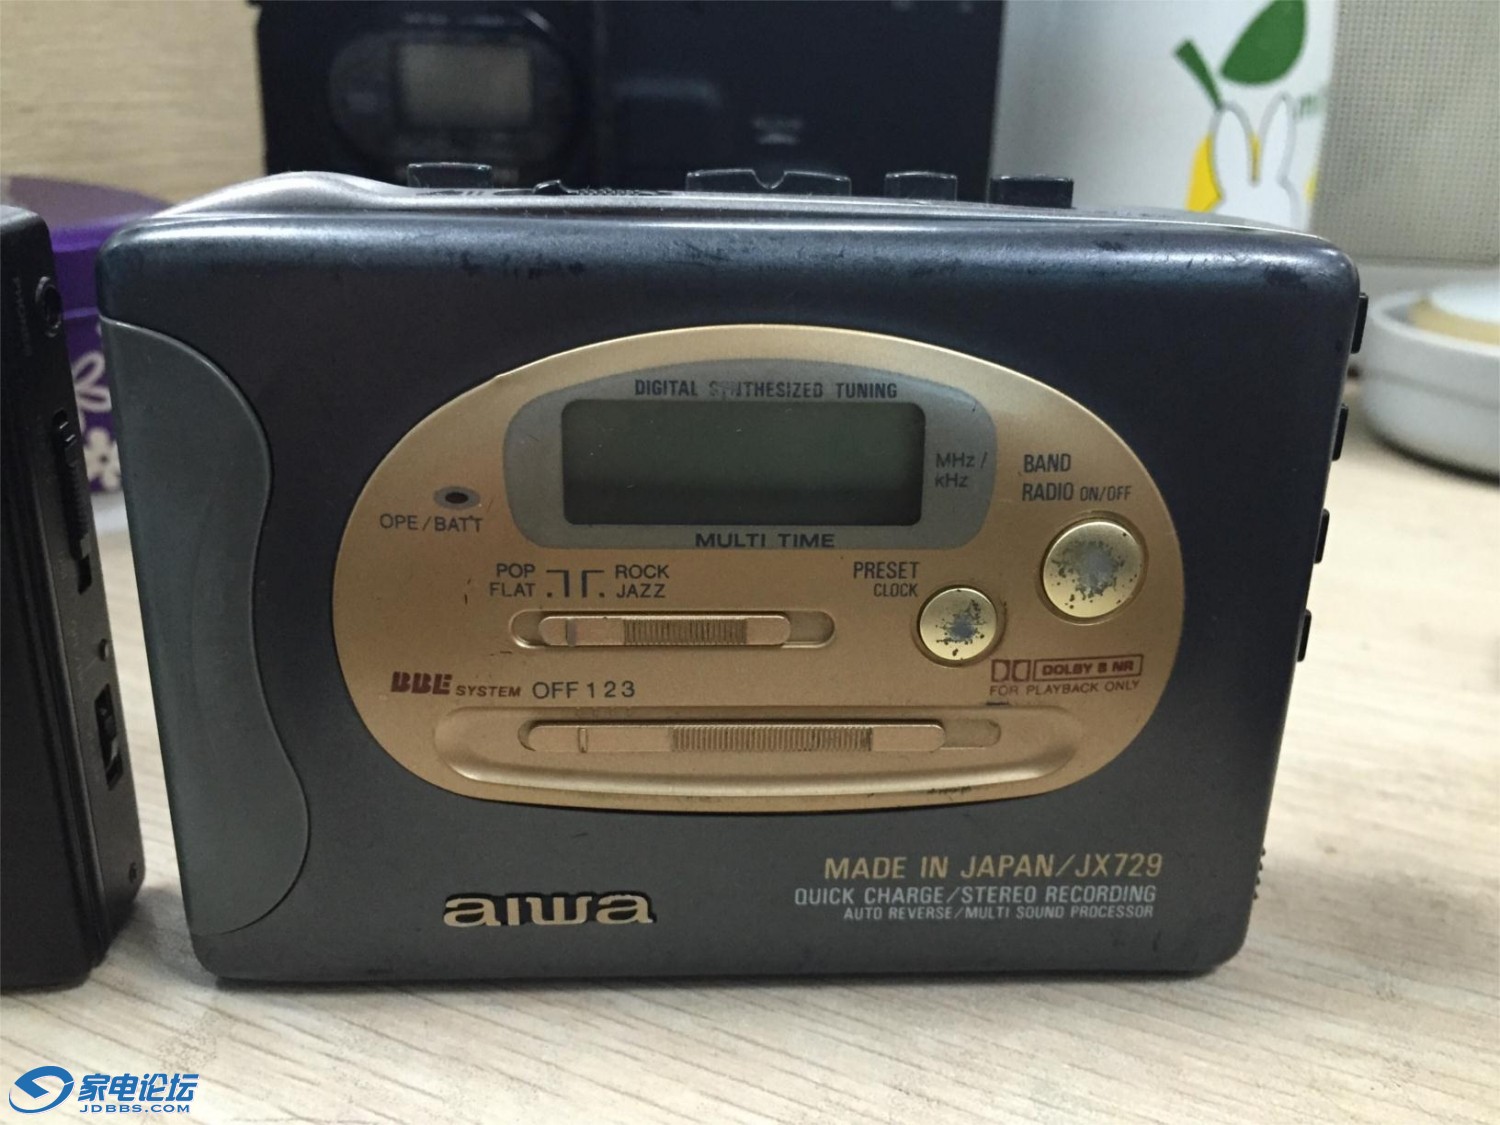 DIGITAL SYNTHESIZED TUNING
MHz /
kHz
BAND
RADIO ON/OFF
OPE/BATT
MULTI TIME
POP ROCK
FLAT JAZZ
PRESET
CLOCK
BBE SYSTEM OFF 1 2 3
DOLBY B NR
FOR PLAYBACK ONLY
MADE IN JAPAN/JX729
QUICK CHARGE/STEREO RECORDING
AUTO REVERSE/MULTI SOUND PROCESSOR
aiwa
家电论坛
JDBBS.COM